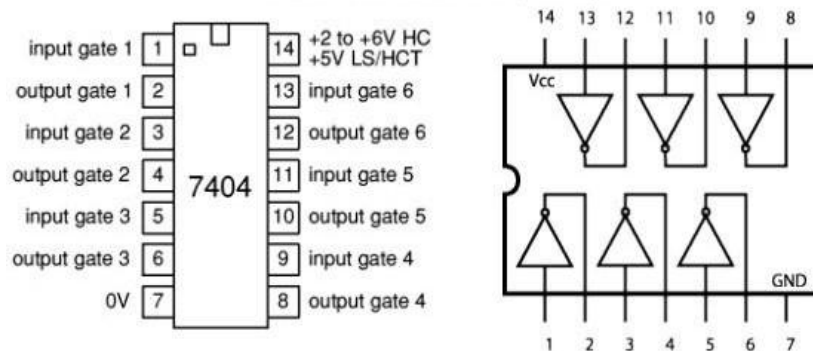 input gate 1 1 14 +2 to +6V HC
+5V LS/HCT
output gate 1 2 13 input gate 6
input gate 2 3 12 output gate 6
output gate 2 4 11 input gate 5
7404
input gate 3 5 10 output gate 5
output gate 3 6 9 input gate 4
0V 7 8 output gate 4
14 13 12 11 10 9 8
Vcc
GND
1 2 3 4 5 6 7